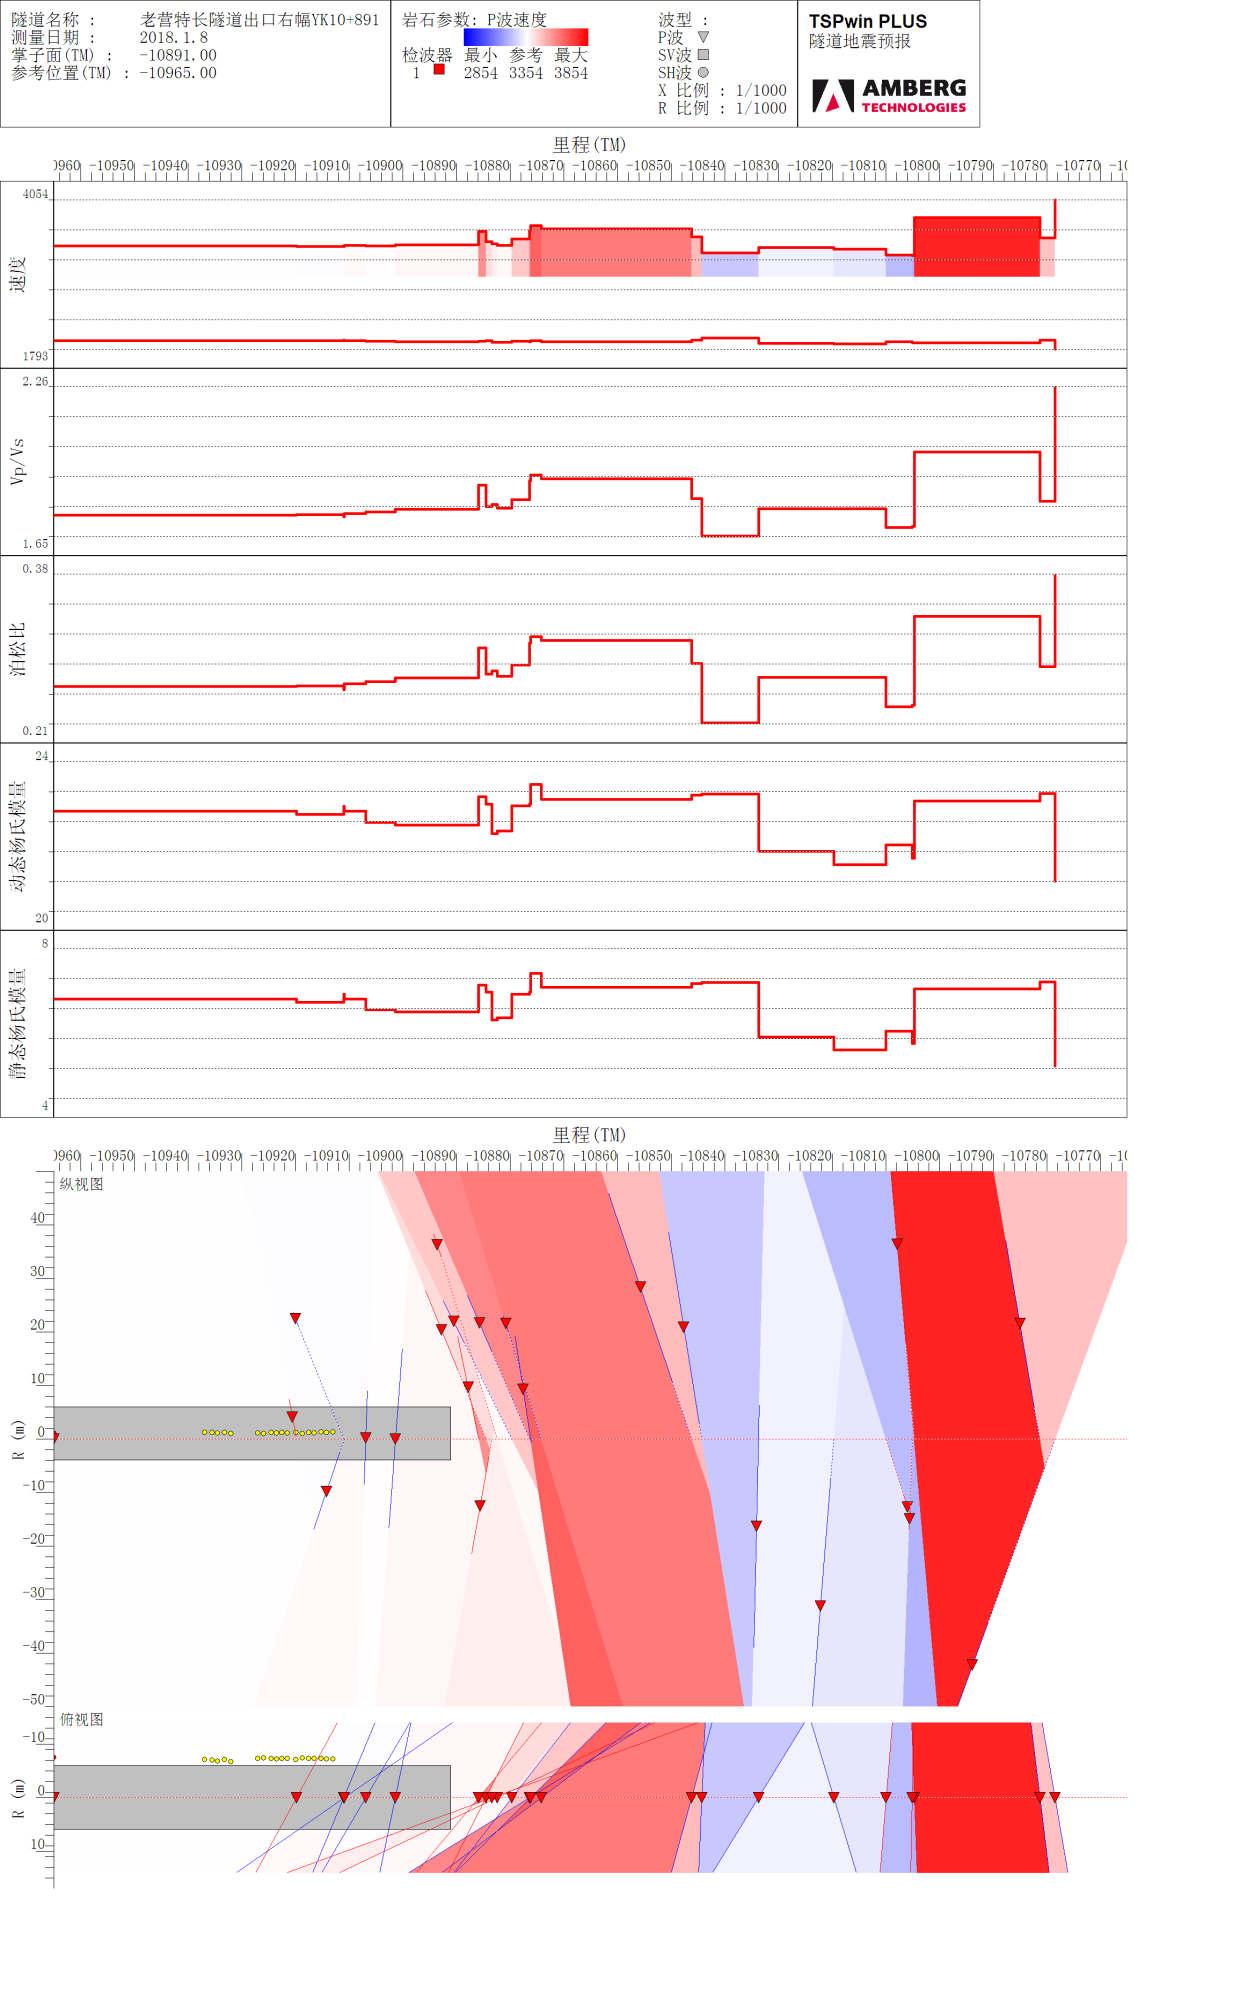 隧道名称 : 老营特长隧道出口右幅YK10+891
测量日期 : 2018.1.8
掌子面(TM) : -10891.00
参考位置(TM) : -10965.00
岩石参数: P波速度
检波器 最小 参考 最大
1 2854 3354 3854
波型 :
P波
SV波
SH波
X 比例 : 1/1000
R 比例 : 1/1000
TSPwin PLUS
隧道地震预报
AMBERG
TECHNOLOGIES
里程(TM)
0960 -10950 -10940 -10930 -10920 -10910 -10900 -10890 -10880 -10870 -10860 -10850 -10840 -10830 -10820 -10810 -10800 -10790 -10780 -10770 -10
4054
速度
1793
2.26
Vp/Vs
1.65
0.38
泊松比
0.21
24
动态杨氏模量
20
8
静态杨氏模量
4
里程(TM)
0960 -10950 -10940 -10930 -10920 -10910 -10900 -10890 -10880 -10870 -10860 -10850 -10840 -10830 -10820 -10810 -10800 -10790 -10780 -10770 -10
纵视图
40
30
20
10
0
R (m)
-10
-20
-30
-40
-50
俯视图
-10
0
R (m)
10